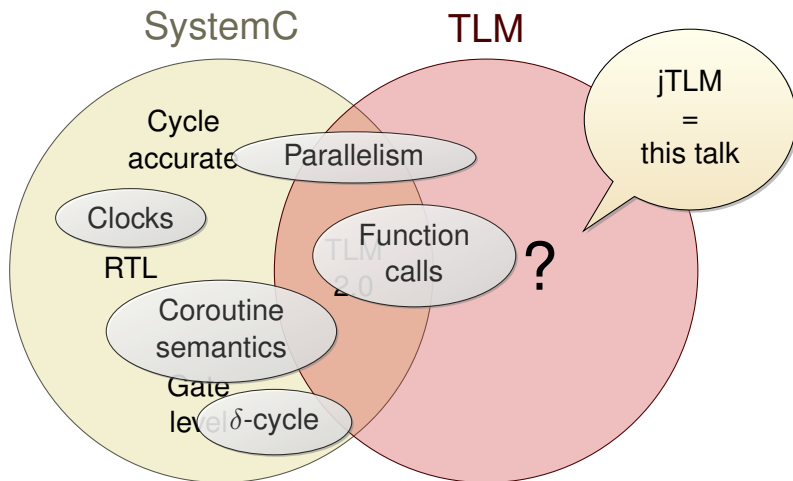 SystemC
TLM
jTLM
=
this talk
Cycle
accurate
Parallelism
Clocks
Function
calls
TLM
2.0
?
RTL
Coroutine
semantics
Gate
level
δ-cycle